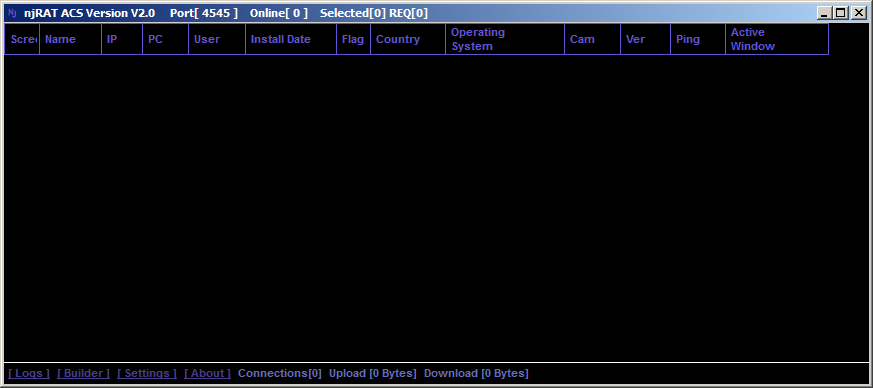 NJ njRAT ACS Version V2.0 Port[ 4545 ] Online[ 0 ] Selected[0] REQ[0]
Scree Name IP PC User Install Date Flag Country Operating System Cam Ver Ping Active Window
[ Logs ] [ Builder ] [ Settings ] [ About ] Connections[0] Upload [0 Bytes] Download [0 Bytes]